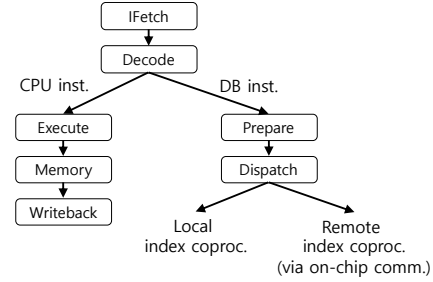 IFetch
Decode
CPU inst.
DB inst.
Execute
Prepare
Memory
Dispatch
Writeback
Local
index coproc.
Remote
index coproc.
(via on-chip comm.)